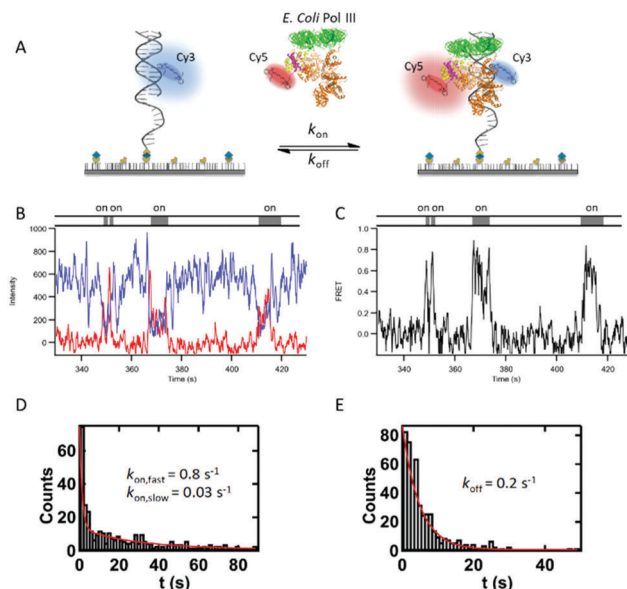 A
Cy3
E. Coli Pol III
Cy5
kon
koff
Cy5
Cy3
B
on on on on
1000
800
600
400
200
0
Intensity
340 360 380 400 420
Time (s)
C
on on on on
1.0
0.8
0.6
0.4
0.2
0.0
FRET
340 360 380 400 420
Time (s)
D
60
40
20
0
Counts
kon,fast = 0.8 s-1
kon,slow = 0.03 s-1
0 20 40 60 80
t (s)
E
80
60
40
20
0
Counts
koff = 0.2 s-1
0 20 40
t (s)